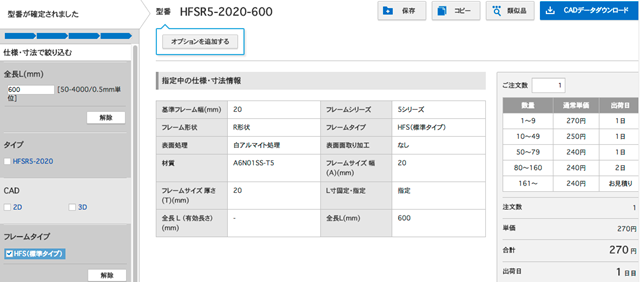 型番が確定されました
型番 HFSR5-2020-600
保存
コピー
類似品
CADデータダウンロード
オプションを追加する
仕様・寸法で絞り込む
全長L(mm)
600 [50-4000/0.5mm単
位]
解除
タイプ
HFSR5-2020
CAD
2D 3D
フレームタイプ
HFS(標準タイプ)
解除
指定中の仕様・寸法情報
基準フレーム幅(mm) 20 フレームシリーズ 5シリーズ
フレーム形状 R形状 フレームタイプ HFS(標準タイプ)
表面処理 白アルマイト処理 表面面取り加工 なし
材質 A6N01SS-T5 フレームサイズ 幅 20
(A)(mm)
フレームサイズ 厚さ 20 L寸固定・指定 指定
(T)(mm)
全長L (有効長さ) - 全長L(mm) 600
(mm)
ご注文数 1
数量 通常単価 出荷日
1～9 270円 1日
10～49 250円 1日
50～79 240円 1日
80～160 240円 2日
161～ 240円 お見積り
注文数 1
単価 270円
合計 270円
出荷日 1日目